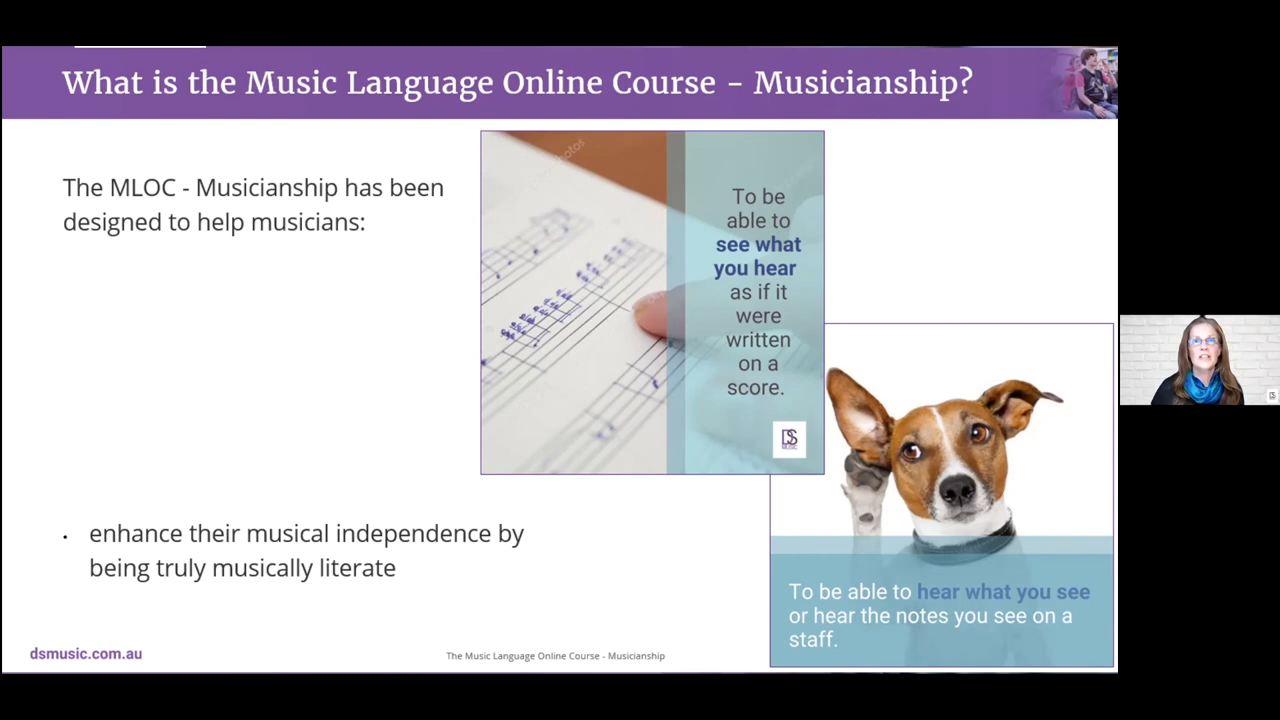 What is the Music Language Online Course - Musicianship?
The MLOC - Musicianship has been
designed to help musicians:
To be
able to
see what
you hear
as if it
were
written
on a
score.
DS
MUSIC
enhance their musical independence by
being truly musically literate
To be able to hear what you see
or hear the notes you see on a
staff.
dsmusic.com.au
The Music Language Online Course - Musicianship